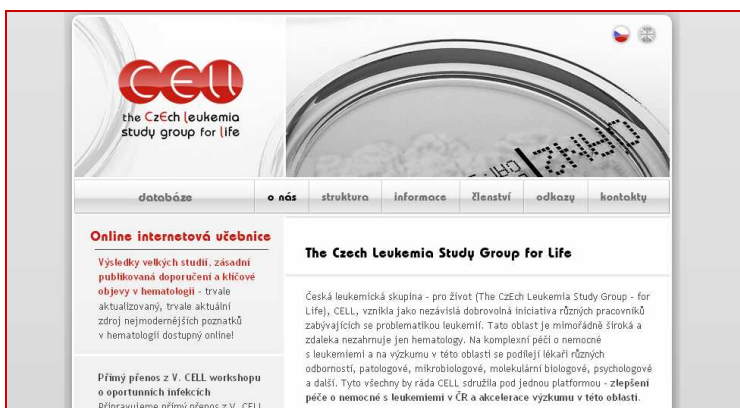 CELL
the CzEch leukemia
study group for life
databáze
o nás
struktura
informace
členství
odkazy
kontakty
Online internetová učebnice
Výsledky velkých studií, zásadní
publikovaná doporučení a klíčové
objevy v hematologii - trvale
aktualizovaný, trvale aktuální
zdroj nejmodernějších poznatků
v hematologii dostupný online!
Přímý přenos z V. CELL workshopu
o oportunních infekcích
Připravujeme přímý přenos z V. CELL
The Czech Leukemia Study Group for Life
Česká leukemická skupina - pro život (The CzEch Leukemia Study Group - for
Life), CELL, vznikla jako nezávislá dobrovolná iniciativa různých pracovníků
zabývajících se problematikou leukemií. Tato oblast je mimořádně široká a
zdaleka nezahrnuje jen hematology. Na komplexní péči o nemocné
s leukemiemi a na výzkumu v této oblasti se podílejí lékaři různých
odborností, patologové, mikrobiologové, molekulární biologové, psychologové
a další. Tyto všechny by ráda CELL sdružila pod jednou platformou - zlepšení
péče o nemocné s leukemiemi v ČR a akcelerace výzkumu v této oblasti.